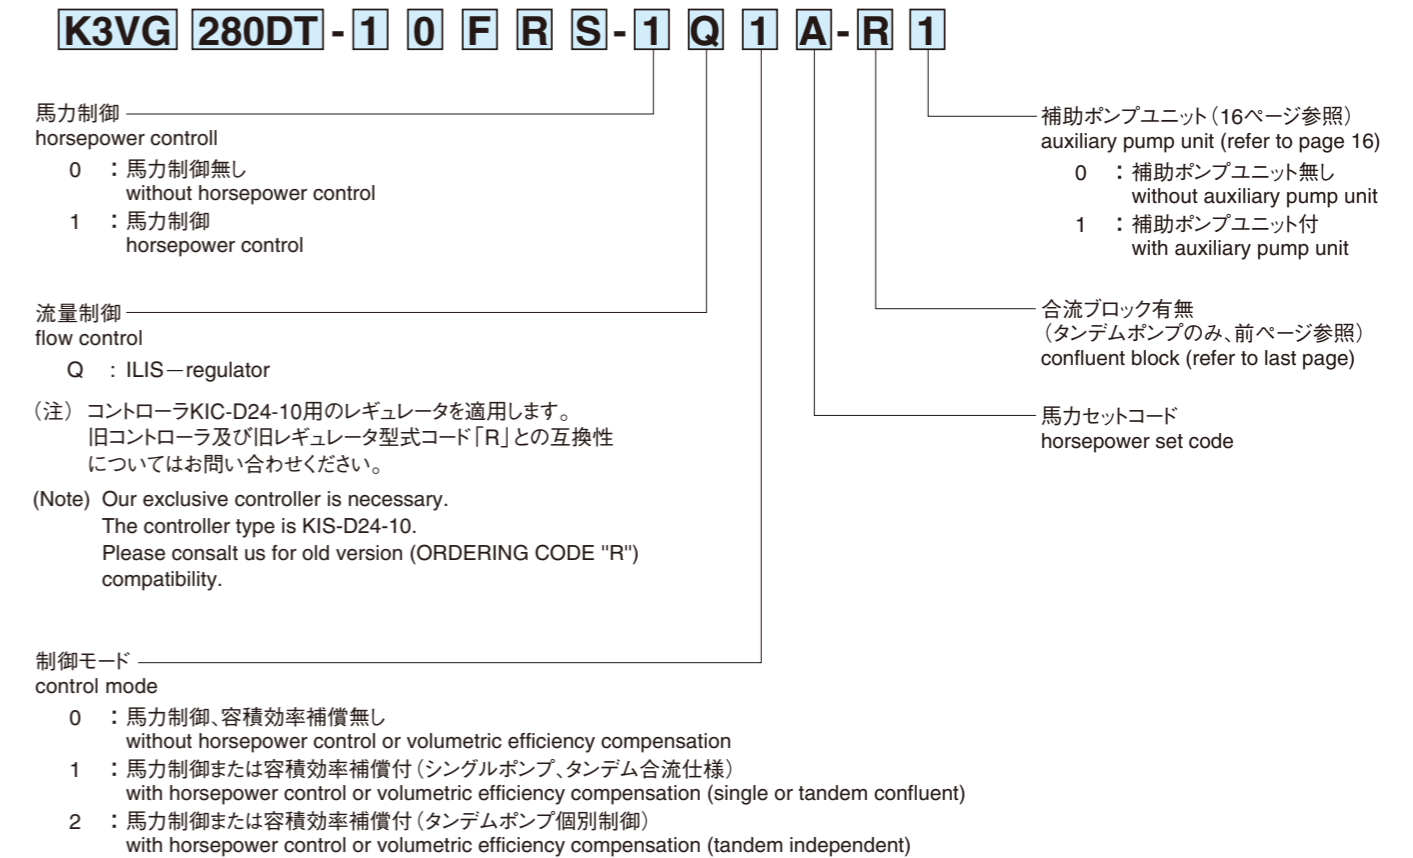 K3VG 280DT - 1 0 F R S - 1 Q 1 A - R 1
馬力制御
horsepower controll
0 : 馬力制御無し
without horsepower control
1 : 馬力制御
horsepower control
流量制御
flow control
Q : ILIS－regulator
（注） コントローラKIC-D24-10用のレギュレータを適用します。
旧コントローラ及び旧レギュレータ型式コード「R」との互換性
についてはお問い合わせください。
(Note) Our exclusive controller is necessary.
The controller type is KIS-D24-10.
Please consalt us for old version (ORDERING CODE "R")
compatibility.
制御モード
control mode
0 : 馬力制御、容積効率補償無し
without horsepower control or volumetric efficiency compensation
1 : 馬力制御または容積効率補償付（シングルポンプ、タンデム合流仕様）
with horsepower control or volumetric efficiency compensation (single or tandem confluent)
2 : 馬力制御または容積効率補償付（タンデムポンプ個別制御）
with horsepower control or volumetric efficiency compensation (tandem independent)
補助ポンプユニット（16ページ参照）
auxiliary pump unit (refer to page 16)
0 : 補助ポンプユニット無し
without auxiliary pump unit
1 : 補助ポンプユニット付
with auxiliary pump unit
合流ブロック有無
（タンデムポンプのみ、前ページ参照）
confluent block (refer to last page)
馬力セットコード
horsepower set code